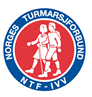 NORGES TURMARSJFORBUND
NTF - IVV